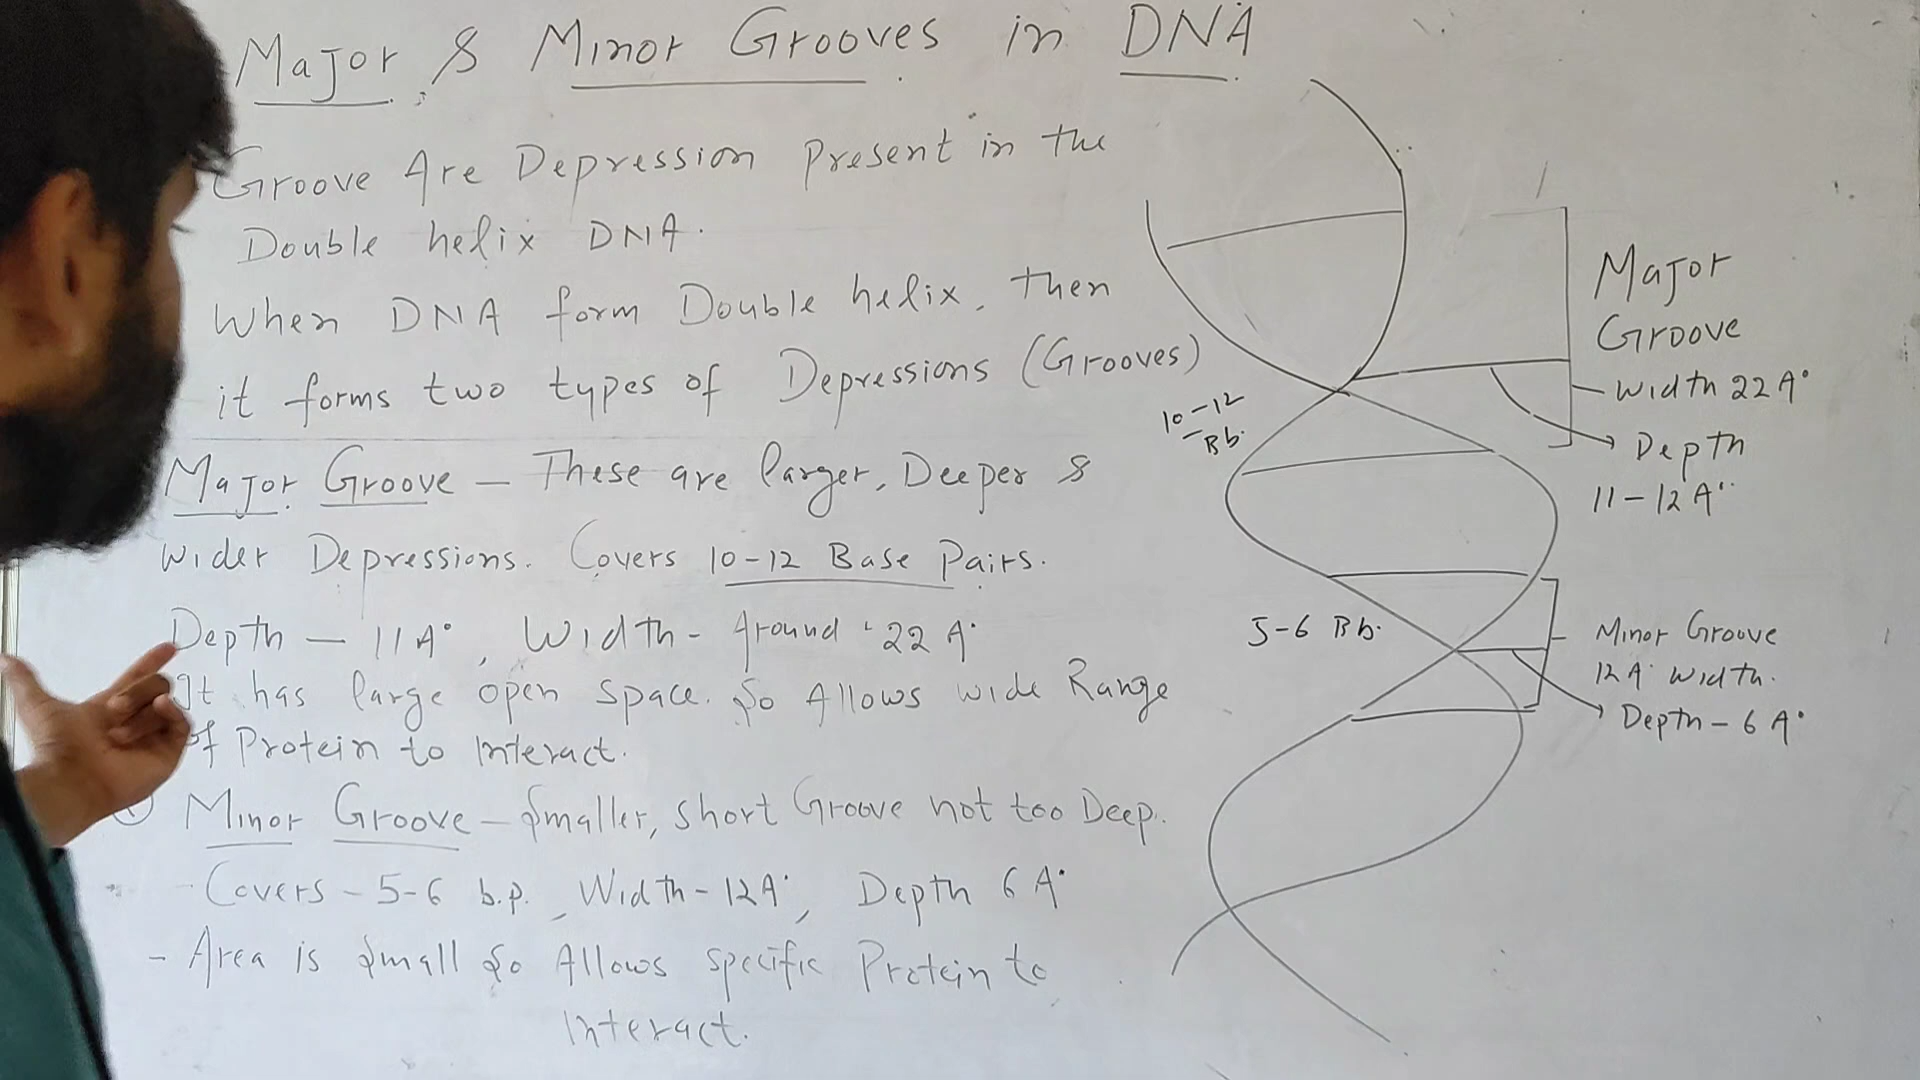 Major & Minor Grooves in DNA
Groove Are Depression Present in the
Double helix DNA.
When DNA form Double helix, then
it forms two types of Depressions (Grooves)
Major Groove - These are larger, Deeper &
Wider Depressions. Covers 10-12 Base Pairs.
Depth - 11A°, Width - Around 22 A°
It has large open space. So Allows wide Range
of Protein to Interact.
Minor Groove - Smaller, short Groove not too Deep.
Covers - 5-6 b.p., Width - 12A°, Depth 6 A°
- Area is small so Allows specific Protein to
Interact.
10-12
Bb.
5-6 Bb.
Major
Groove
- Width 22 A°
Depth
11-12 A°
Minor Groove
12A° Width.
Depth - 6 A°